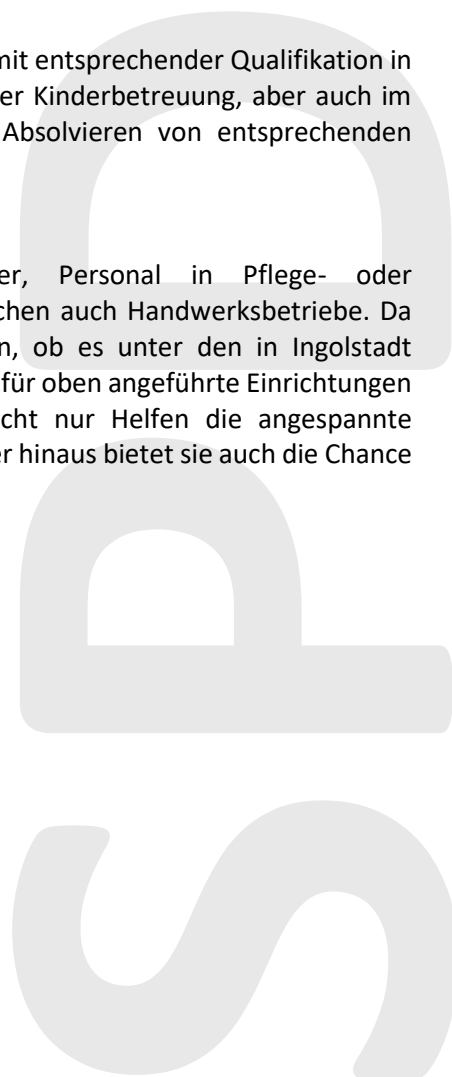 mit entsprechender Qualifikation in
er Kinderbetreuung, aber auch im
Absolvieren von entsprechenden
er, Personal in Pflege- oder
chen auch Handwerksbetriebe. Da
n, ob es unter den in Ingolstadt
für oben angeführte Einrichtungen
cht nur Helfen die angespannte
er hinaus bietet sie auch die Chance
SPD